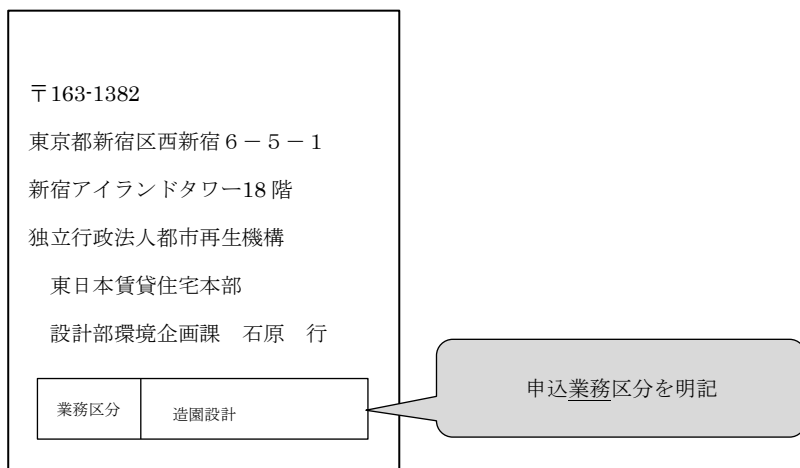 〒163-1382
東京都新宿区西新宿６－５－１
新宿アイランドタワー18 階
独立行政法人都市再生機構
東日本賃貸住宅本部
設計部環境企画課　石原　行
業務区分　造園設計
申込業務区分を明記